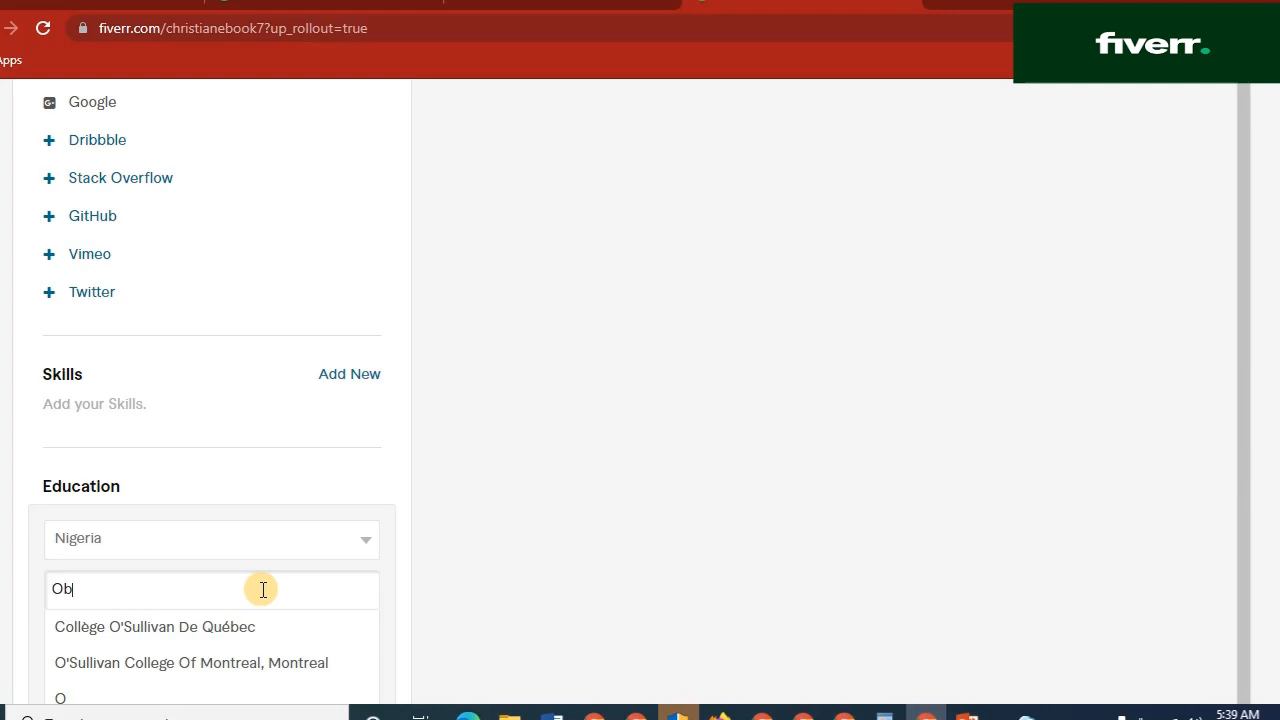 fiverr.com/christianebook7?up_rollout=true
fiverr.
Apps
Google
Dribbble
Stack Overflow
GitHub
Vimeo
Twitter
Skills
Add New
Add your Skills.
Education
Nigeria
Ob
Collège O'Sullivan De Québec
O'Sullivan College Of Montreal, Montreal
O
5:39 AM